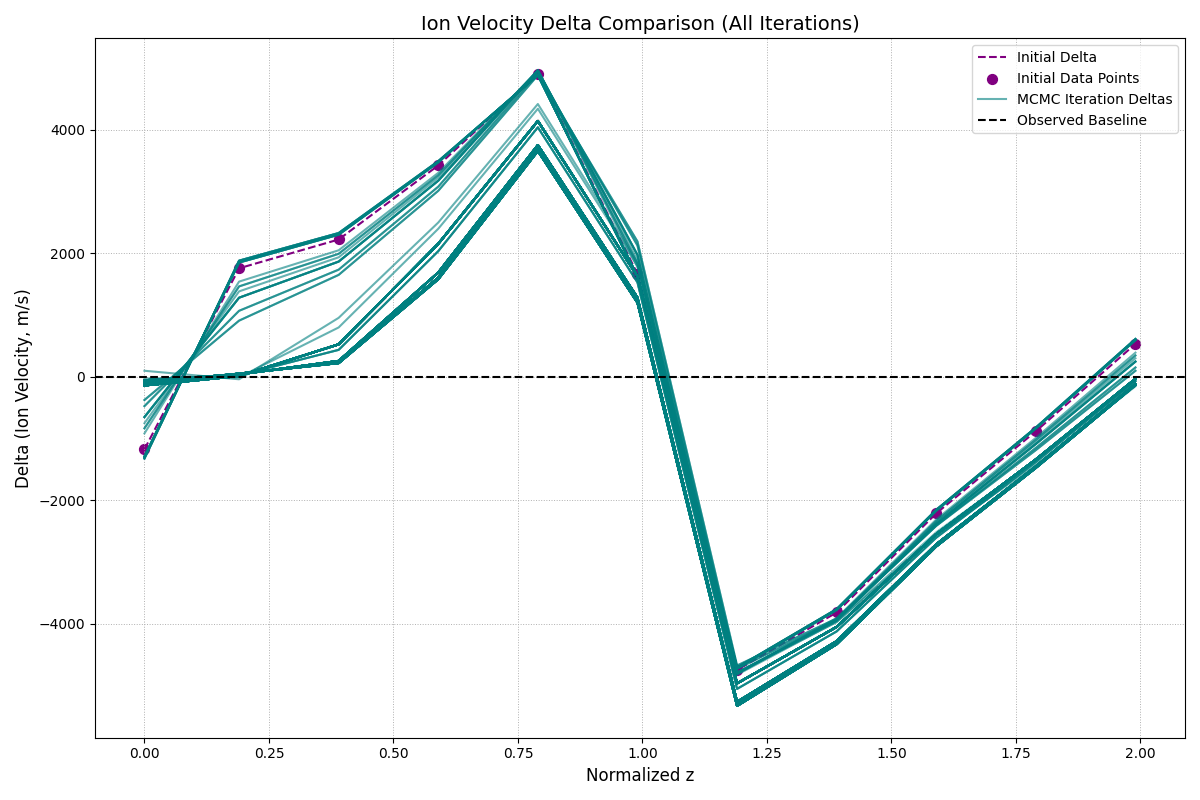 Ion Velocity Delta Comparison (All Iterations)
Initial Delta
Initial Data Points
MCMC Iteration Deltas
Observed Baseline
Delta (Ion Velocity, m/s)
4000
2000
0
−2000
−4000
0.00 0.25 0.50 0.75 1.00 1.25 1.50 1.75 2.00
Normalized z